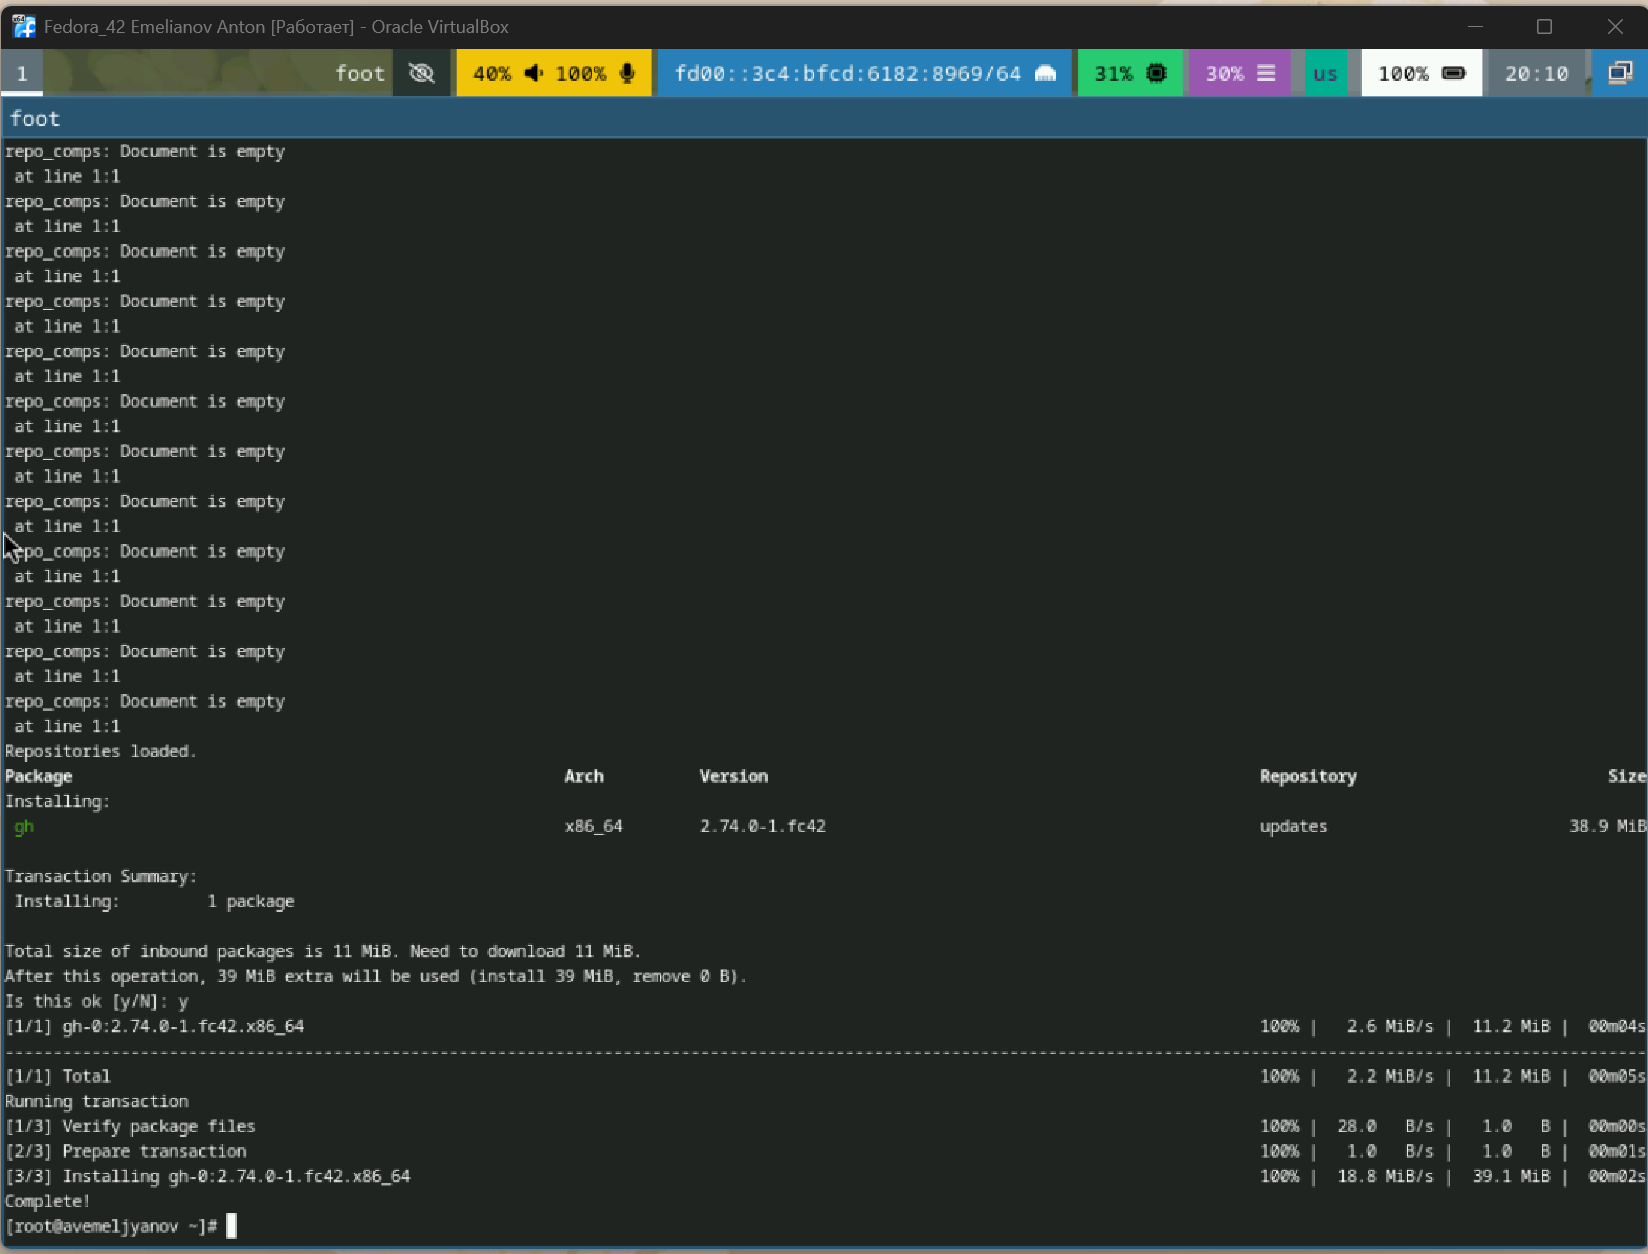 Fedora_42 Emelianov Anton [Работает] - Oracle VirtualBox
1 foot 40% 100% fd00::3c4:bfcd:6182:8969/64 31% 30% us 100% 20:10
foot
repo_comps: Document is empty
at line 1:1
repo_comps: Document is empty
at line 1:1
repo_comps: Document is empty
at line 1:1
repo_comps: Document is empty
at line 1:1
repo_comps: Document is empty
at line 1:1
repo_comps: Document is empty
at line 1:1
repo_comps: Document is empty
at line 1:1
repo_comps: Document is empty
at line 1:1
repo_comps: Document is empty
at line 1:1
repo_comps: Document is empty
at line 1:1
repo_comps: Document is empty
at line 1:1
repo_comps: Document is empty
at line 1:1
Repositories loaded.
Package Arch Version Repository Size
Installing:
gh x86_64 2.74.0-1.fc42 updates 38.9 MiB
Transaction Summary:
Installing: 1 package
Total size of inbound packages is 11 MiB. Need to download 11 MiB.
After this operation, 39 MiB extra will be used (install 39 MiB, remove 0 B).
Is this ok [y/N]: y
[1/1] gh-0:2.74.0-1.fc42.x86_64 100% | 2.6 MiB/s | 11.2 MiB | 00m04s
--------------------------------------------------------------------------------
[1/1] Total 100% | 2.2 MiB/s | 11.2 MiB | 00m05s
Running transaction
[1/3] Verify package files 100% | 28.0 B/s | 1.0 B | 00m00s
[2/3] Prepare transaction 100% | 1.0 B/s | 1.0 B | 00m01s
[3/3] Installing gh-0:2.74.0-1.fc42.x86_64 100% | 18.8 MiB/s | 39.1 MiB | 00m02s
Complete!
[root@avemeljyanov ~]#